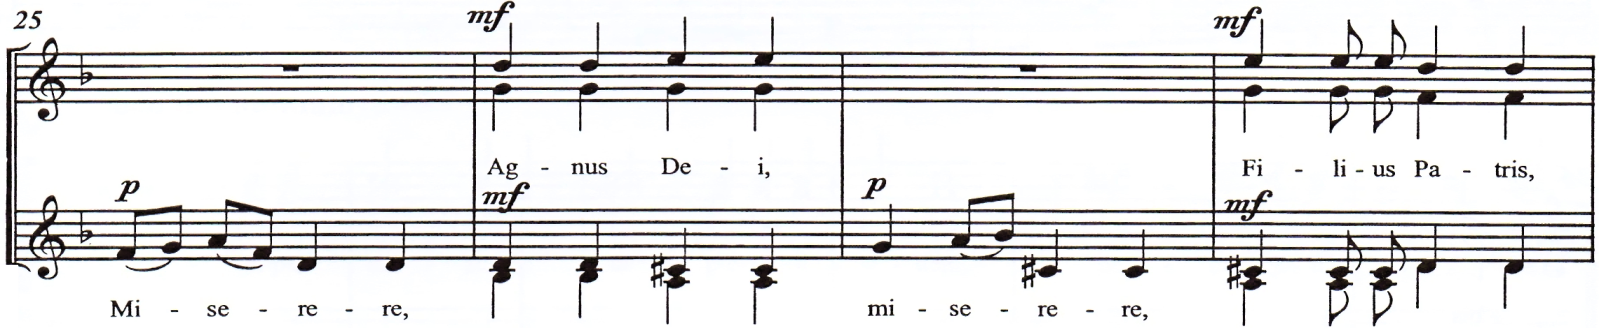 25
mf mf
Ag - nus De - i, Fi - li - us Pa - tris,
p mf p mf
Mi - se - re - re, mi - se - re - re,